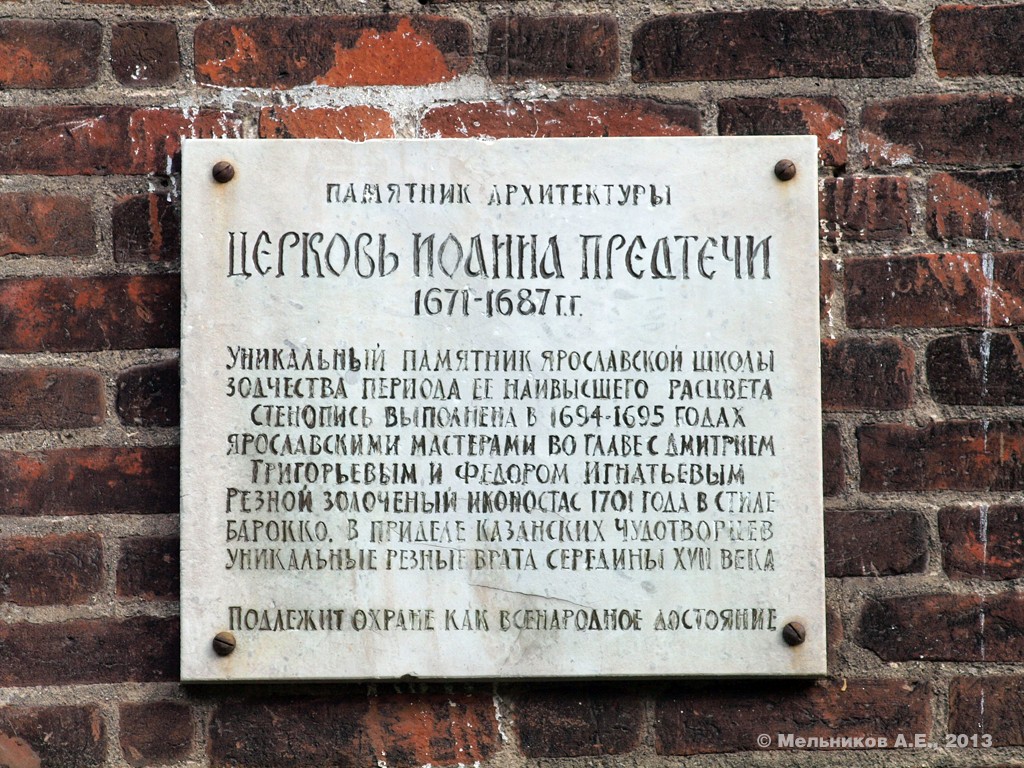 ПАМЯТНИК АРХИТЕКТУРЫ
ЦЕРКОВЬ ИОАННА ПРЕДТЕЧИ
1671-1687 г.г.
УНИКАЛЬНЫЙ ПАМЯТНИК ЯРОСЛАВСКОЙ ШКОЛЫ
ЗОДЧЕСТВА ПЕРИОДА ЕЕ НАИВЫСШЕГО РАСЦВЕТА
СТЕНОПИСЬ ВЫПОЛНЕНА В 1694-1695 ГОДАХ
ЯРОСЛАВСКИМИ МАСТЕРАМИ ВО ГЛАВЕ С ДМИТРИЕМ
ГРИГОРЬЕВЫМ И ФЕДОРОМ ИГНАТЬЕВЫМ
РЕЗНОЙ ЗОЛОЧЕНЫЙ ИКОНОСТАС 1701 ГОДА В СТИЛЕ
БАРОККО. В ПРИДЕЛЕ КАЗАНСКИХ ЧУДОТВОРЦЕВ
УНИКАЛЬНЫЕ РЕЗНЫЕ ВРАТА СЕРЕДИНЫ XVII ВЕКА
ПОДЛЕЖИТ ОХРАНЕ КАК ВСЕНАРОДНОЕ ДОСТОЯНИЕ
© Мельников А.Е., 2013